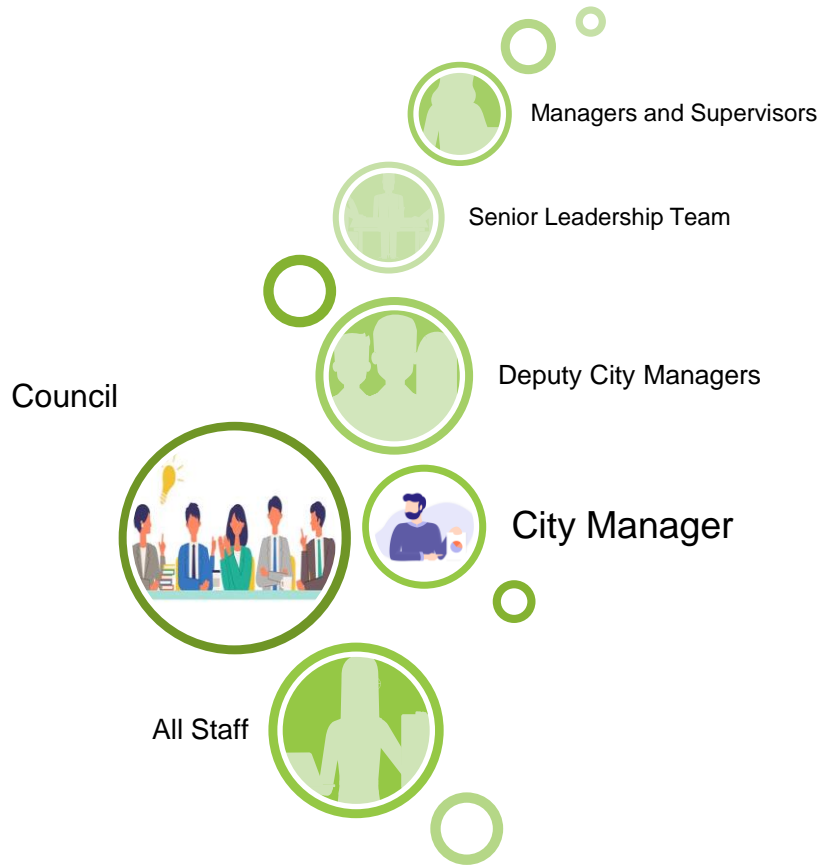 Managers and Supervisors
Senior Leadership Team
Deputy City Managers
Council
City Manager
All Staff